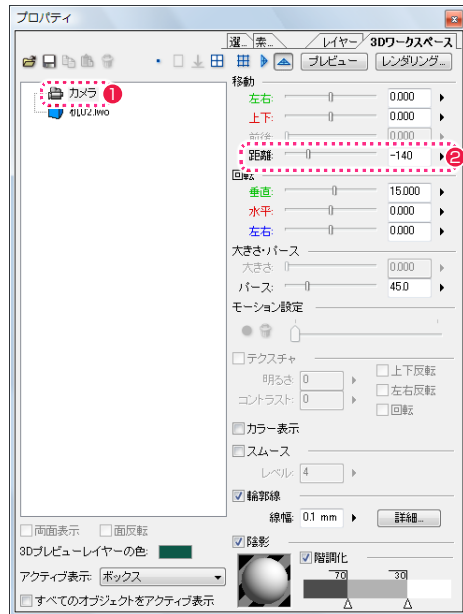 プロパティ
選... 素... レイヤー 3Dワークスペース
プレビュー レンダリング...
カメラ 1
机02.lwo
移動
左右: 0.000
上下: 0.000
前後: 0.000
距離: -140 2
回転
垂直: 15.000
水平: 0.000
左右: 0.000
大きさ・パース
大きさ: 0.000
パース: 45.0
モーション設定
テクスチャ
明るさ: 0
コントラスト: 0
上下反転
左右反転
回転
カラー表示
スムース
レベル: 4
輪郭線
線幅: 0.1 mm 詳細...
陰影
階調化
70 30
両面表示 面反転
3Dプレビューレイヤーの色:
アクティブ表示: ボックス
すべてのオブジェクトをアクティブ表示